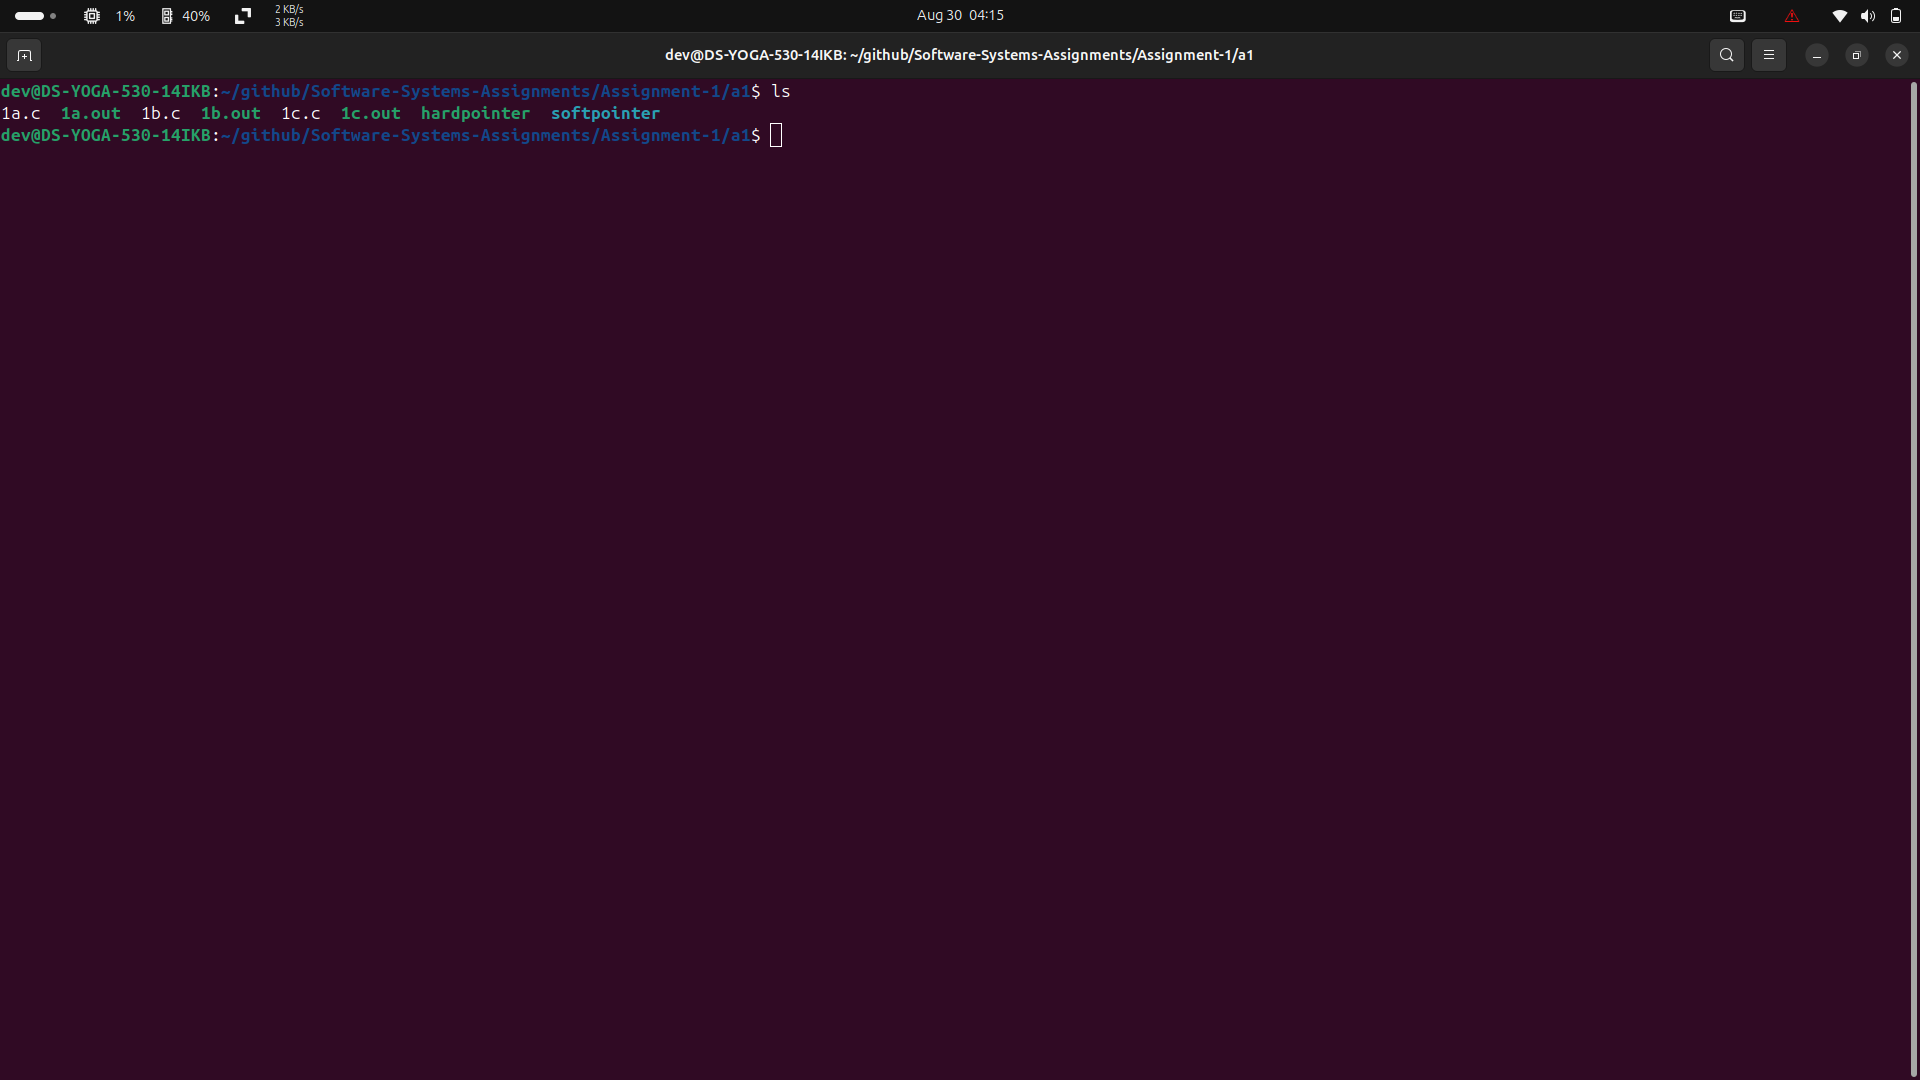 1% 40% 2 KB/s
3 KB/s
Aug 30 04:15
dev@DS-YOGA-530-14IKB: ~/github/Software-Systems-Assignments/Assignment-1/a1
dev@DS-YOGA-530-14IKB:~/github/Software-Systems-Assignments/Assignment-1/a1$ ls
1a.c 1a.out 1b.c 1b.out 1c.c 1c.out hardpointer softpointer
dev@DS-YOGA-530-14IKB:~/github/Software-Systems-Assignments/Assignment-1/a1$